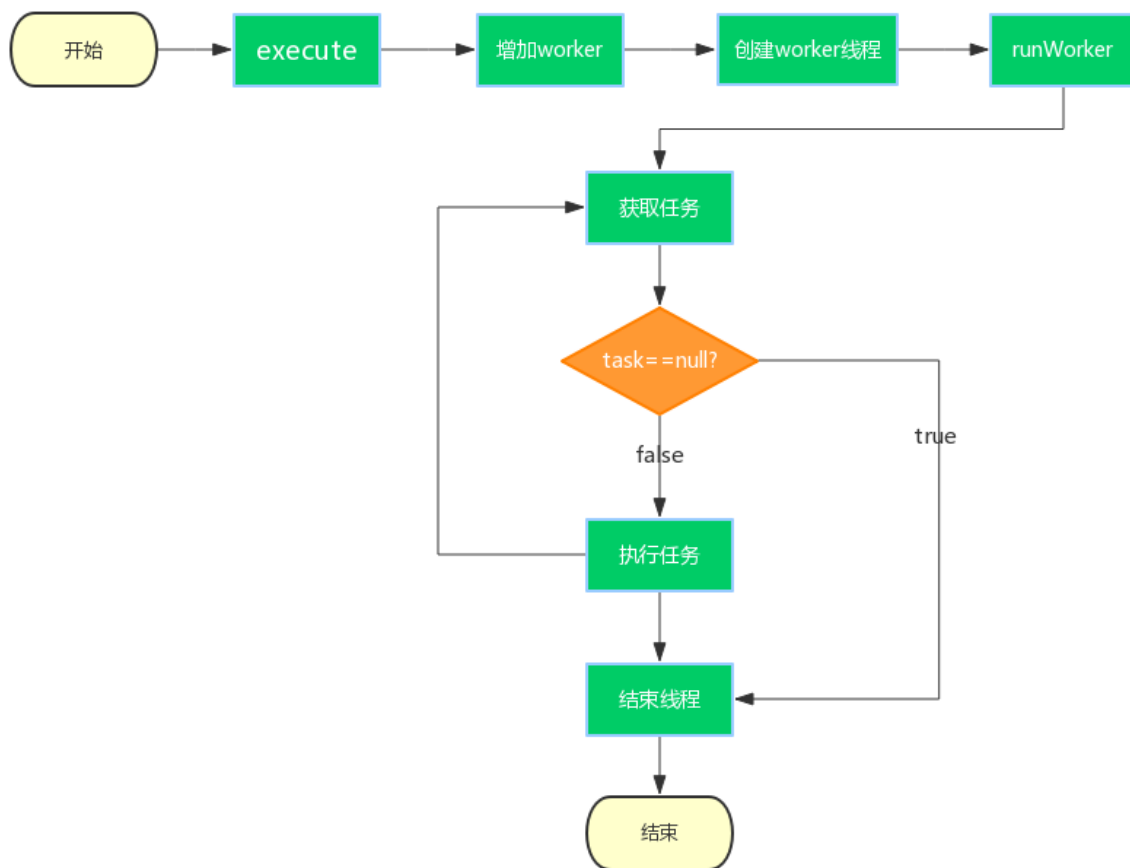 开始
execute
增加worker
创建worker线程
runWorker
获取任务
task==null?
true
false
执行任务
结束线程
结束